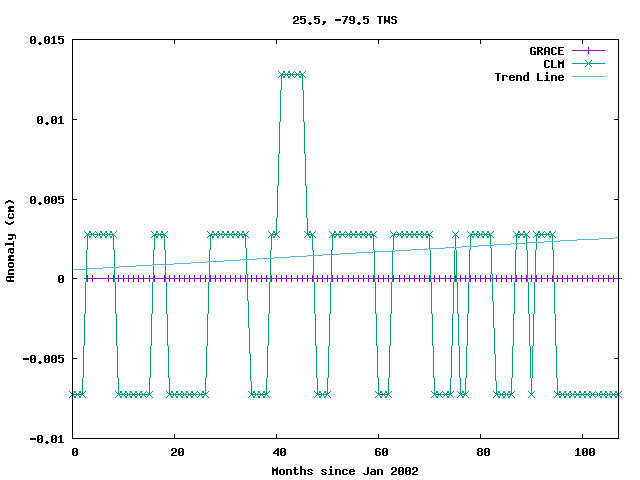 25.5, -79.5 TWS
GRACE
CLM
Trend Line
0.015
0.01
0.005
0
-0.005
-0.01
Anomaly (cm)
0 20 40 60 80 100
Months since Jan 2002